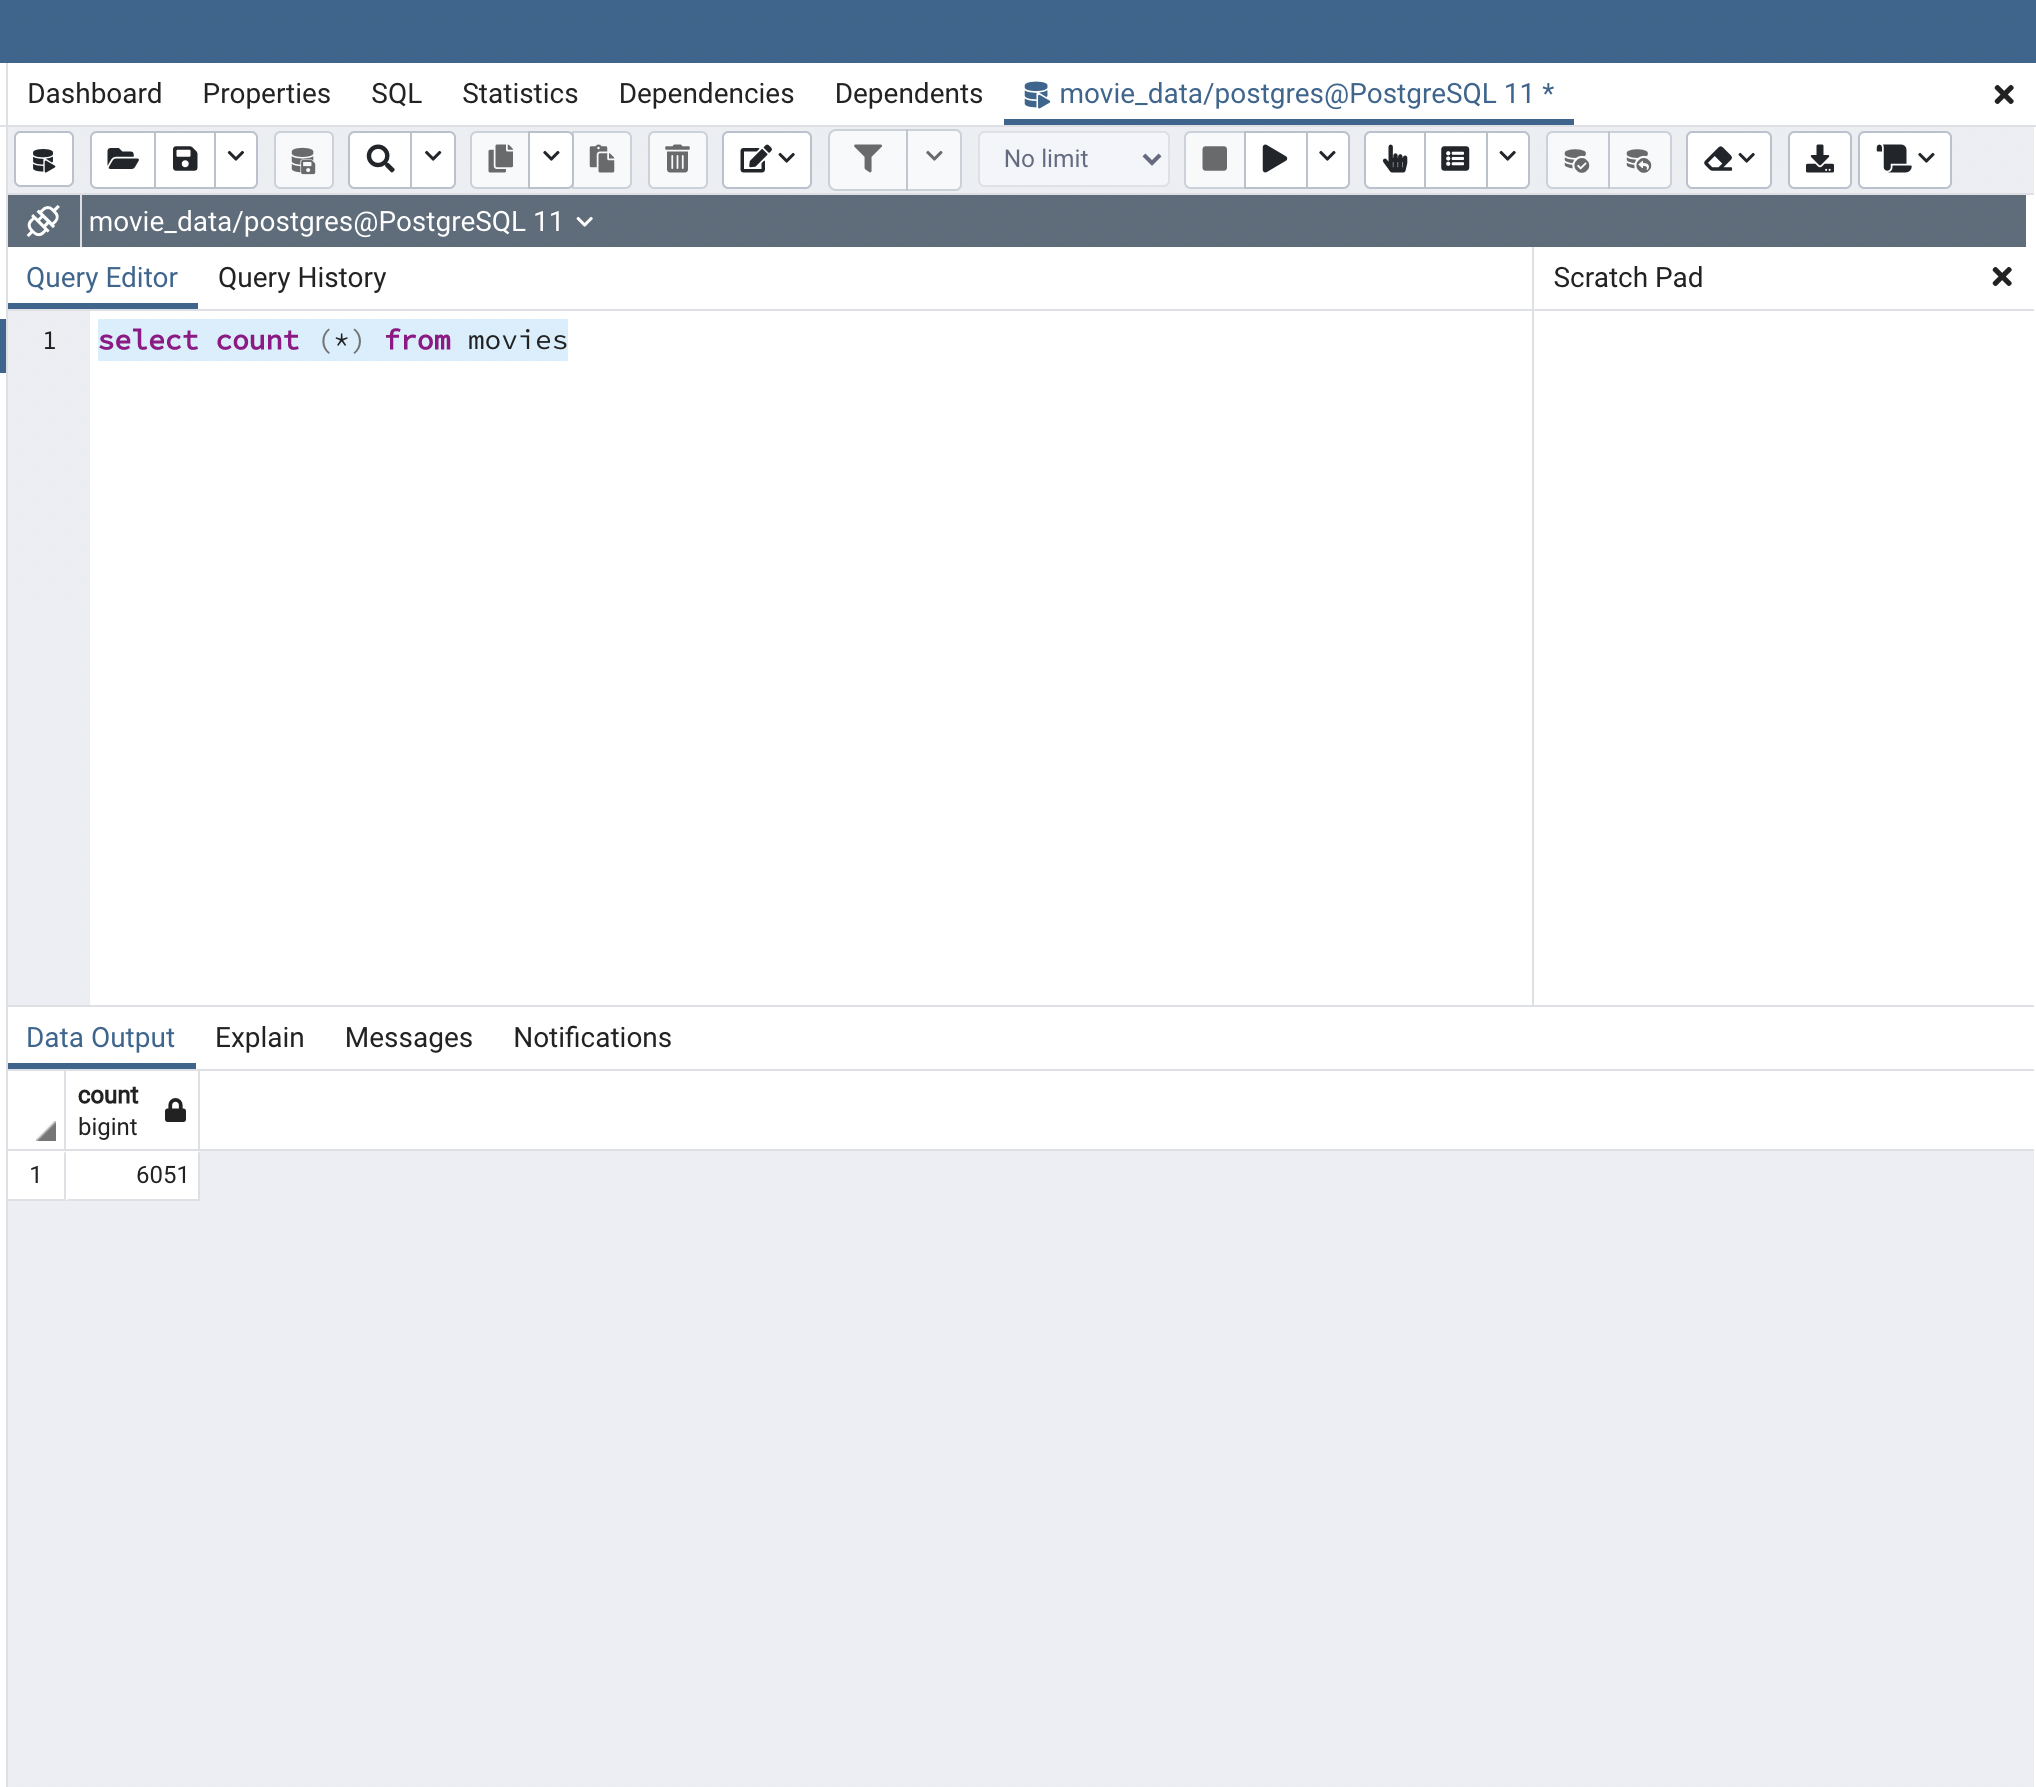 Dashboard Properties SQL Statistics Dependencies Dependents movie_data/postgres@PostgreSQL 11 *
No limit
movie_data/postgres@PostgreSQL 11
Query Editor Query History Scratch Pad
1 select count (*) from movies
Data Output Explain Messages Notifications
count
bigint
1 6051